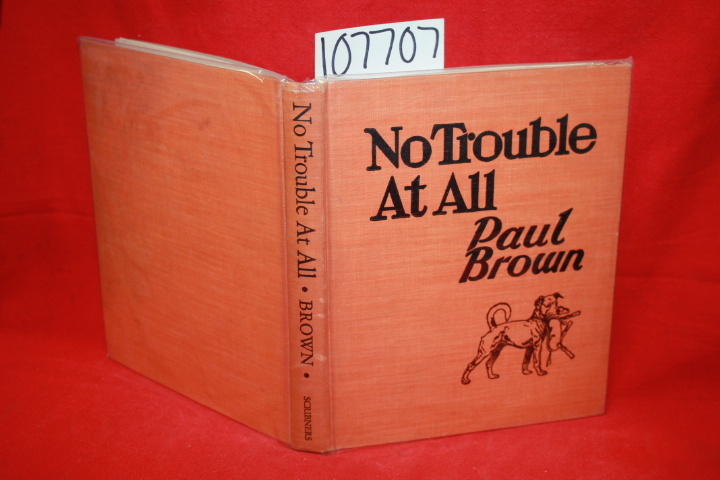 107707
No Trouble At All • BROWN • SCRIBNERS
No Trouble
At All
Paul
Brown